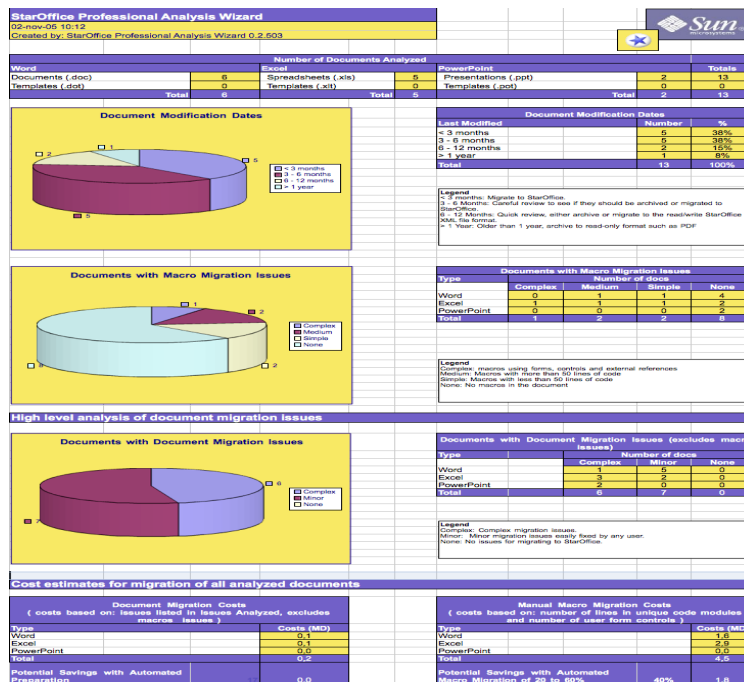 StarOffice Professional Analysis Wizard
02-nov-05 10:12
Created by: StarOffice Professional Analysis Wizard 0.2.503
Sun
microsystems
Number of Documents Analyzed
Word Excel PowerPoint Totals
Documents (.doc) 6 Spreadsheets (.xls) 5 Presentations (.ppt) 2 13
Templates (.dot) 0 Templates (.xlt) 0 Templates (.pot) 0 0
Total 6 Total 5 Total 2 13
Document Modification Dates
1
2
5
5
< 3 months
3 - 6 months
6 - 12 months
> 1 year
Document Modification Dates
Last Modified Number %
< 3 months 5 38%
3 - 6 months 5 38%
6 - 12 months 2 15%
> 1 year 1 8%
Total 13 100%
Legend
< 3 months: Migrate to StarOffice.
3 - 6 Months: Careful review to see if they should be archived or migrated to
StarOffice.
6 - 12 Months: Quick review, either archive or migrate to the read/write StarOffice
XML file format.
> 1 Year: Older than 1 year, archive to read-only format such as PDF
Documents with Macro Migration Issues
1
2
2
8
Complex
Medium
Simple
None
Documents with Macro Migration Issues
Type Number of docs
Complex Medium Simple None
Word 0 1 1 4
Excel 1 1 1 2
PowerPoint 0 0 0 2
Total 1 2 2 8
Legend
Complex: macros using forms, controls and external references
Medium: Macros with more than 50 lines of code
Simple: Macros with less than 50 lines of code
None: No macros in the document
High level analysis of document migration issues
Documents with Document Migration Issues
6
7
Complex
Minor
None
Documents with Document Migration Issues (excludes macr
issues)
Type Number of docs
Complex Minor None
Word 1 5 0
Excel 3 2 0
PowerPoint 2 0 0
Total 6 7 0
Legend
Complex: Complex migration issues.
Minor: Minor migration issues easily fixed by any user.
None: No issues for migrating to StarOffice.
Cost estimates for migration of all analyzed documents
Document Migration Costs
( costs based on: issues listed in Issues Analyzed, excludes
macros issues )
Type Costs (MD)
Word 0,1
Excel 0,1
PowerPoint 0,0
Total 0,2
Potential Savings with Automated
Preparation 0,0
Manual Macro Migration Costs
( costs based on: number of lines in unique code modules
and number of user form controls )
Type Costs (MD
Word 1,6
Excel 2,9
PowerPoint 0,0
Total 4,5
Potential Savings with Automated
Macro Migration of 20 to 60% 40% 1,8